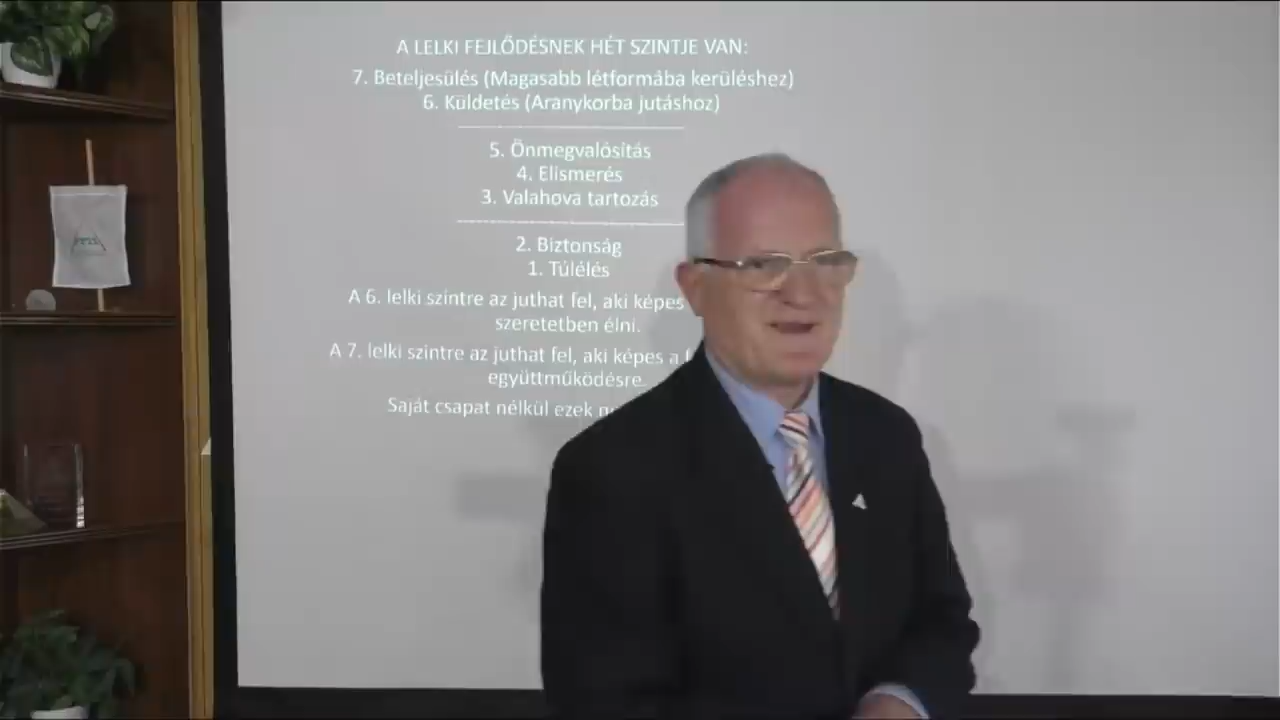 A LELKI FEJLŐDÉSNEK HÉT SZINTJE VAN:
7. Beteljesülés (Magasabb létformába kerüléshez)
6. Küldetés (Aranykorba jutáshoz)
5. Önmegvalósítás
4. Elismerés
3. Valahova tartozás
2. Biztonság
1. Túlélés
A 6. lelki szintre az juthat fel, aki képes
szeretetben élni.
A 7. lelki szintre az juthat fel, aki képes a
együttműködésre.
Saját csapat nélkül ezek